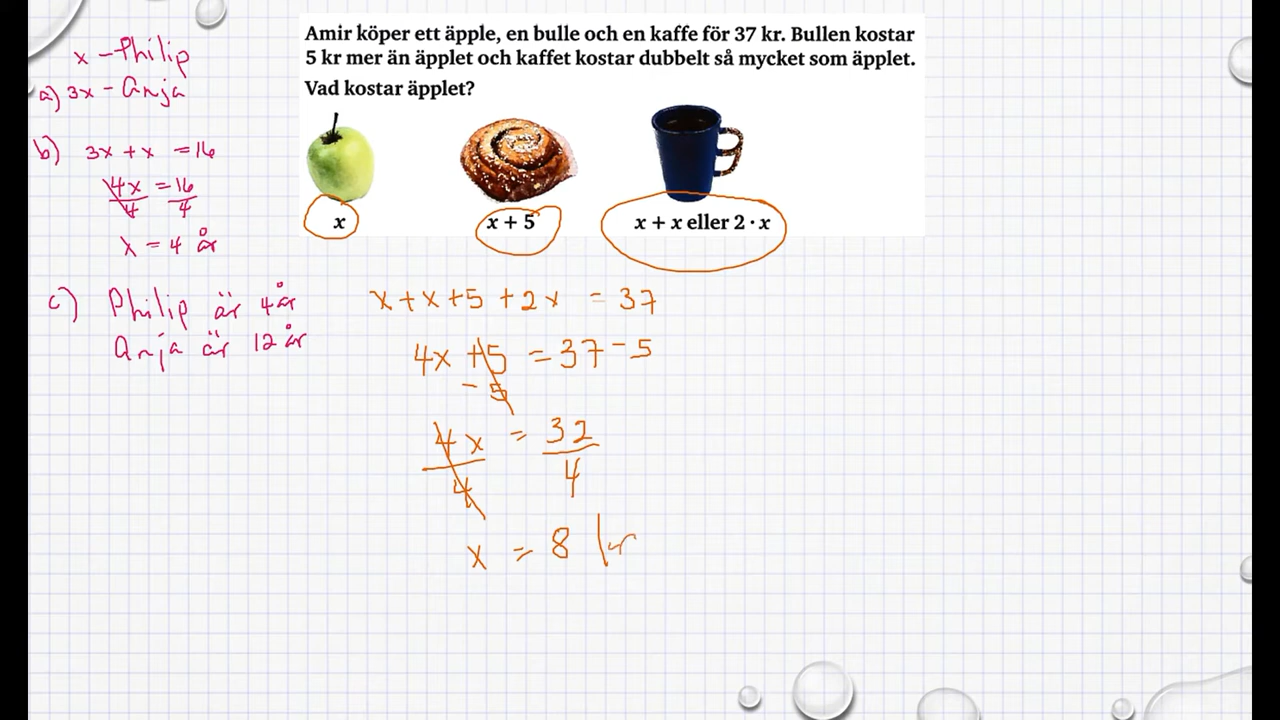 x - Philip
a) 3x - Anja
b) 3x + x = 16
4x = 16
4 4
x = 4 år
c) Philip är 4 år
Anja är 12 år
Amir köper ett äpple, en bulle och en kaffe för 37 kr. Bullen kostar
5 kr mer än äpplet och kaffet kostar dubbelt så mycket som äpplet.
Vad kostar äpplet?
x x + 5 x + x eller 2 · x
x + x + 5 + 2x = 37
4x + 5 = 37 - 5
- 5
4x = 32
4 4
x = 8 kr